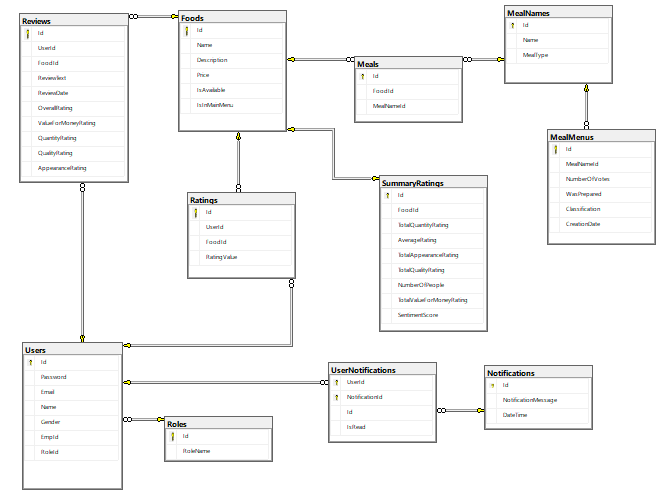 Reviews
Id
UserId
FoodId
ReviewText
ReviewDate
OverallRating
ValueForMoneyRating
QuantityRating
QualityRating
AppearanceRating
Foods
Id
Name
Description
Price
IsAvailable
IsInMainMenu
Meals
Id
FoodId
MealNameId
MealNames
Id
Name
MealType
MealMenus
Id
MealNameId
NumberOfVotes
WasPrepared
Classification
CreationDate
Ratings
Id
UserId
FoodId
RatingValue
SummaryRatings
Id
FoodId
TotalQuantityRating
AverageRating
TotalAppearanceRating
TotalQualityRating
NumberOfPeople
TotalValueForMoneyRating
SentimentScore
Users
Id
Password
Email
Name
Gender
EmpId
RoleId
Roles
Id
RoleName
UserNotifications
UserId
NotificationId
Id
IsRead
Notifications
Id
NotificationMessage
DateTime